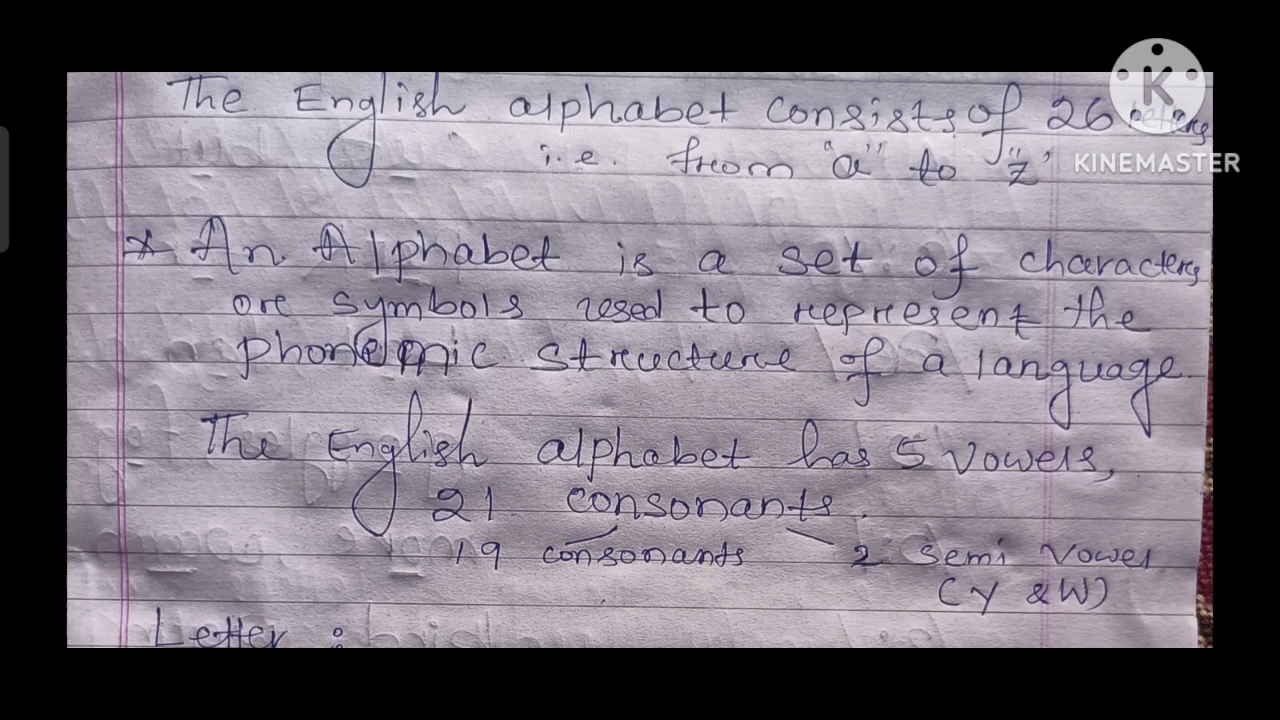 The English alphabet consists of 26 leters
i.e. from "a" to "z"
KINEMASTER
* An Alphabet is a set of characters
or symbols used to represent the
phonemic structure of a language.
The English alphabet has 5 vowels,
21 consonants.
19 consonants 2 semi vowel
(Y & W)
Letter :